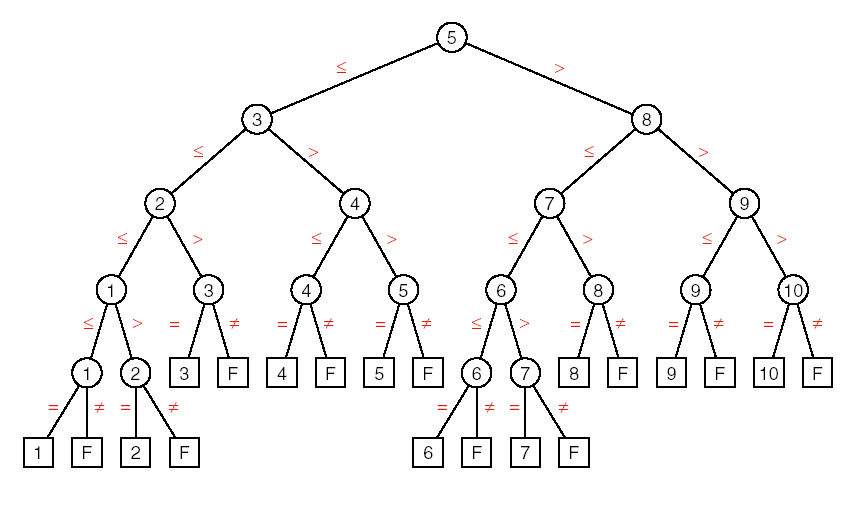 5
≤ >
3 8
≤ > ≤ >
2 4 7 9
≤ > ≤ > ≤ > ≤ >
1 3 4 5 6 8 9 10
≤ > = ≠ = ≠ = ≠ ≤ > = ≠ = ≠ = ≠
1 2 3 F 4 F 5 F 6 7 8 F 9 F 10 F
= ≠ = ≠ = ≠ = ≠
1 F 2 F 6 F 7 F